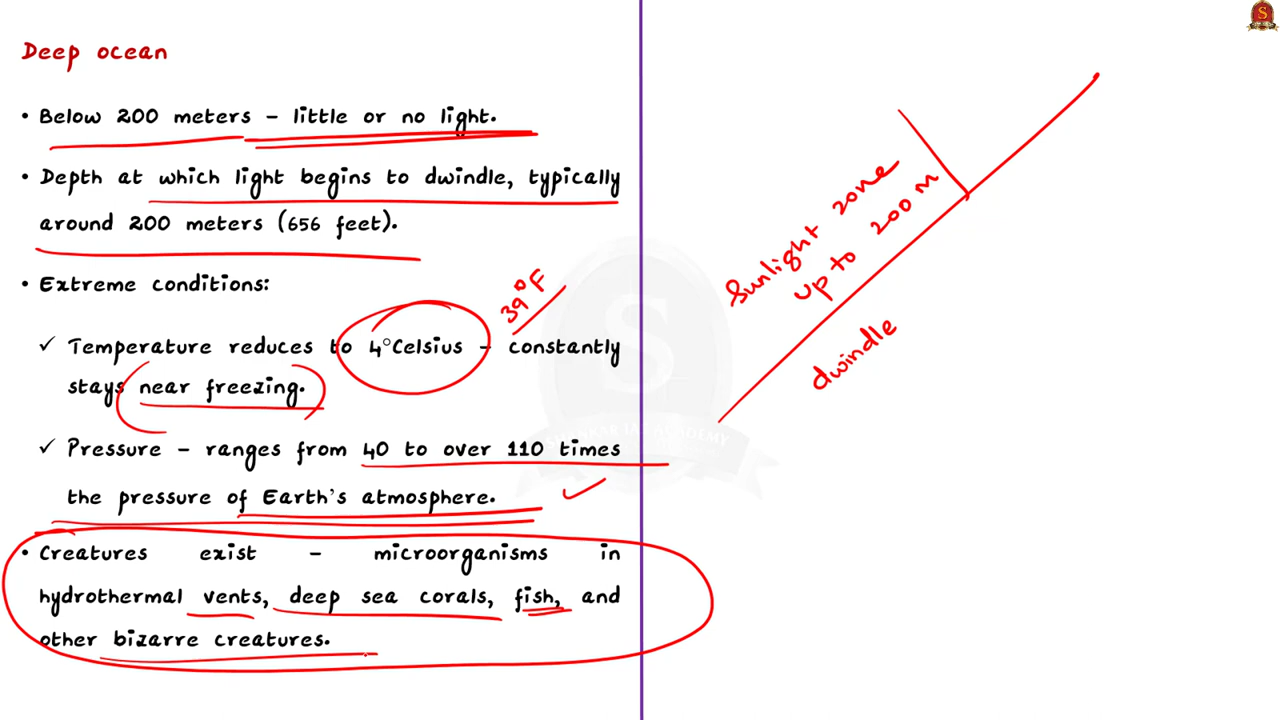 Deep ocean
• Below 200 meters – little or no light.
• Depth at which light begins to dwindle, typically
around 200 meters (656 feet).
• Extreme conditions:
✓ Temperature reduces to 4°Celsius – constantly
stays near freezing.
39°F
✓ Pressure – ranges from 40 to over 110 times
the pressure of Earth's atmosphere.
• Creatures exist – microorganisms in
hydrothermal vents, deep sea corals, fish, and
other bizarre creatures.
Sunlight zone
up to 200 m
dwindle
S
SHANKAR IAS ACADEMY